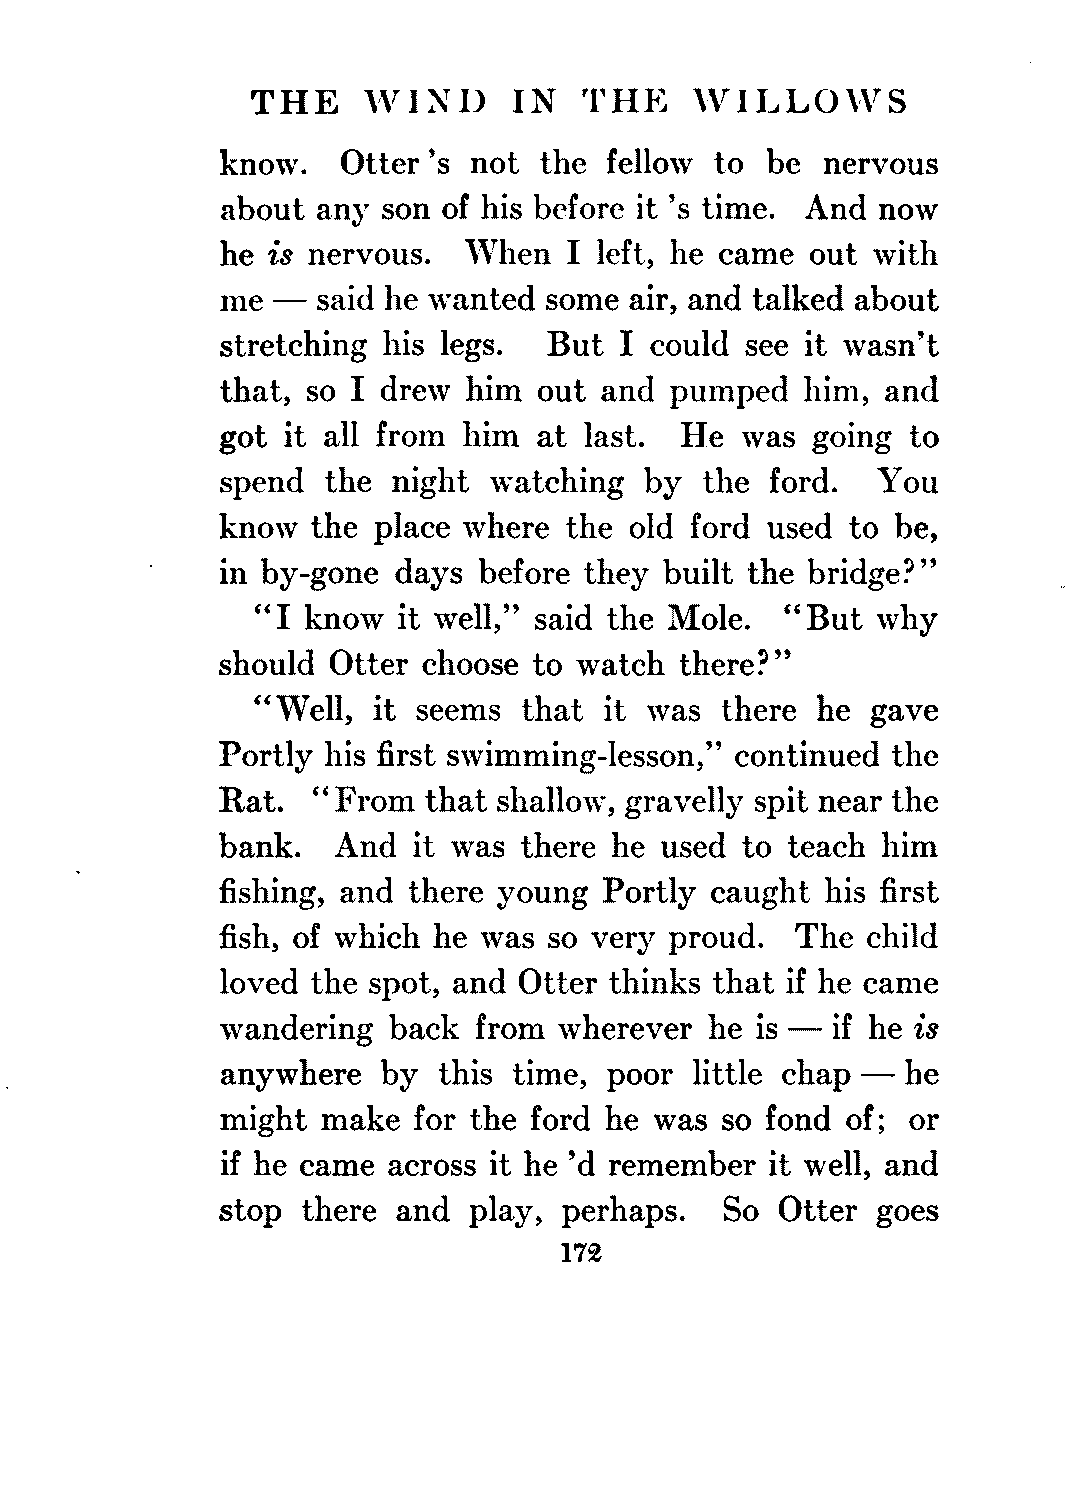 THE WIND IN THE WILLOWS
know. Otter 's not the fellow to be nervous
about any son of his before it 's time. And now
he is nervous. When I left, he came out with
me — said he wanted some air, and talked about
stretching his legs. But I could see it wasn't
that, so I drew him out and pumped him, and
got it all from him at last. He was going to
spend the night watching by the ford. You
know the place where the old ford used to be,
in by-gone days before they built the bridge?"
"I know it well," said the Mole. "But why
should Otter choose to watch there?"
"Well, it seems that it was there he gave
Portly his first swimming-lesson," continued the
Rat. "From that shallow, gravelly spit near the
bank. And it was there he used to teach him
fishing, and there young Portly caught his first
fish, of which he was so very proud. The child
loved the spot, and Otter thinks that if he came
wandering back from wherever he is — if he is
anywhere by this time, poor little chap — he
might make for the ford he was so fond of; or
if he came across it he 'd remember it well, and
stop there and play, perhaps. So Otter goes
172